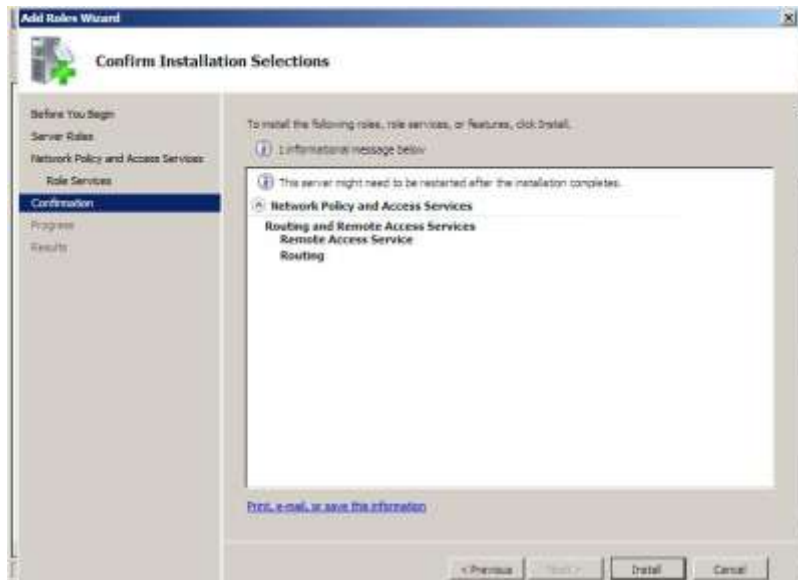 Add Roles Wizard
Confirm Installation Selections
Before You Begin
Server Roles
Network Policy and Access Services
Role Services
Confirmation
Progress
Results
To install the following roles, role services, or features, click Install.
1 informational message below
This server might need to be restarted after the installation completes.
Network Policy and Access Services
Routing and Remote Access Services
Remote Access Service
Routing
Print, e-mail, or save this information
< Previous
Next >
Install
Cancel